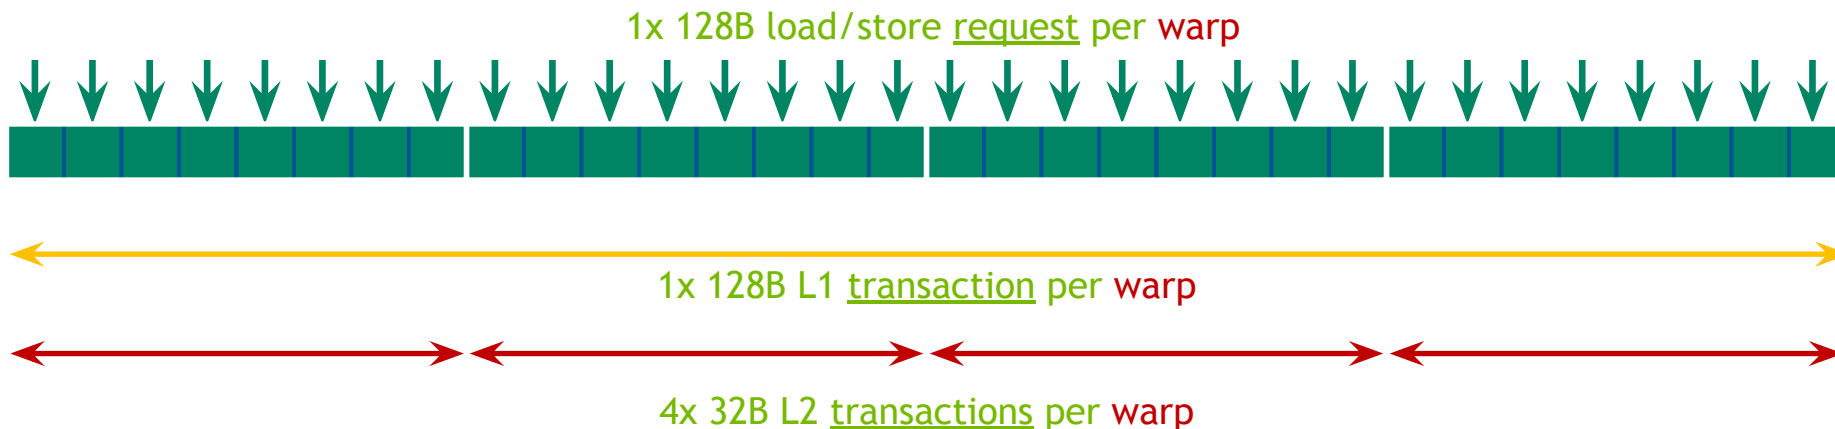 1x 128B load/store request per warp
1x 128B L1 transaction per warp
4x 32B L2 transactions per warp